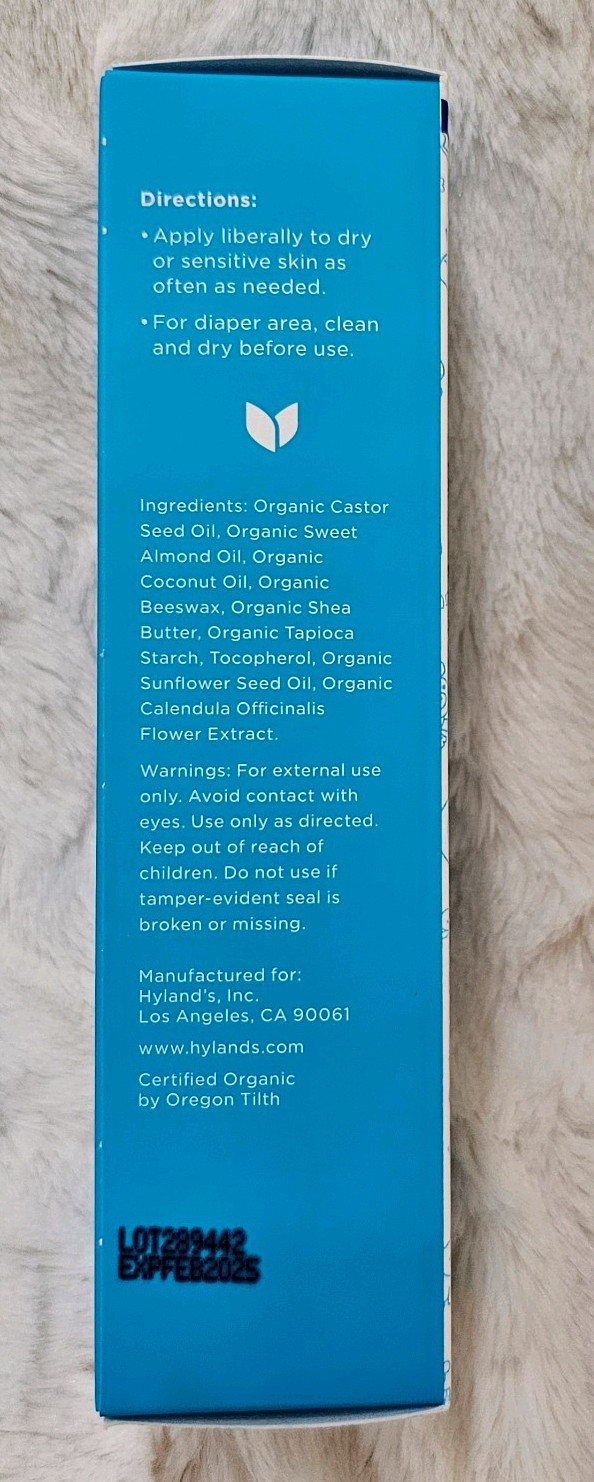 Directions:
• Apply liberally to dry
or sensitive skin as
often as needed.
• For diaper area, clean
and dry before use.
Ingredients: Organic Castor
Seed Oil, Organic Sweet
Almond Oil, Organic
Coconut Oil, Organic
Beeswax, Organic Shea
Butter, Organic Tapioca
Starch, Tocopherol, Organic
Sunflower Seed Oil, Organic
Calendula Officinalis
Flower Extract.
Warnings: For external use
only. Avoid contact with
eyes. Use only as directed.
Keep out of reach of
children. Do not use if
tamper-evident seal is
broken or missing.
Manufactured for:
Hyland's, Inc.
Los Angeles, CA 90061
www.hylands.com
Certified Organic
by Oregon Tilth
LOT289442
EXPFEB2025